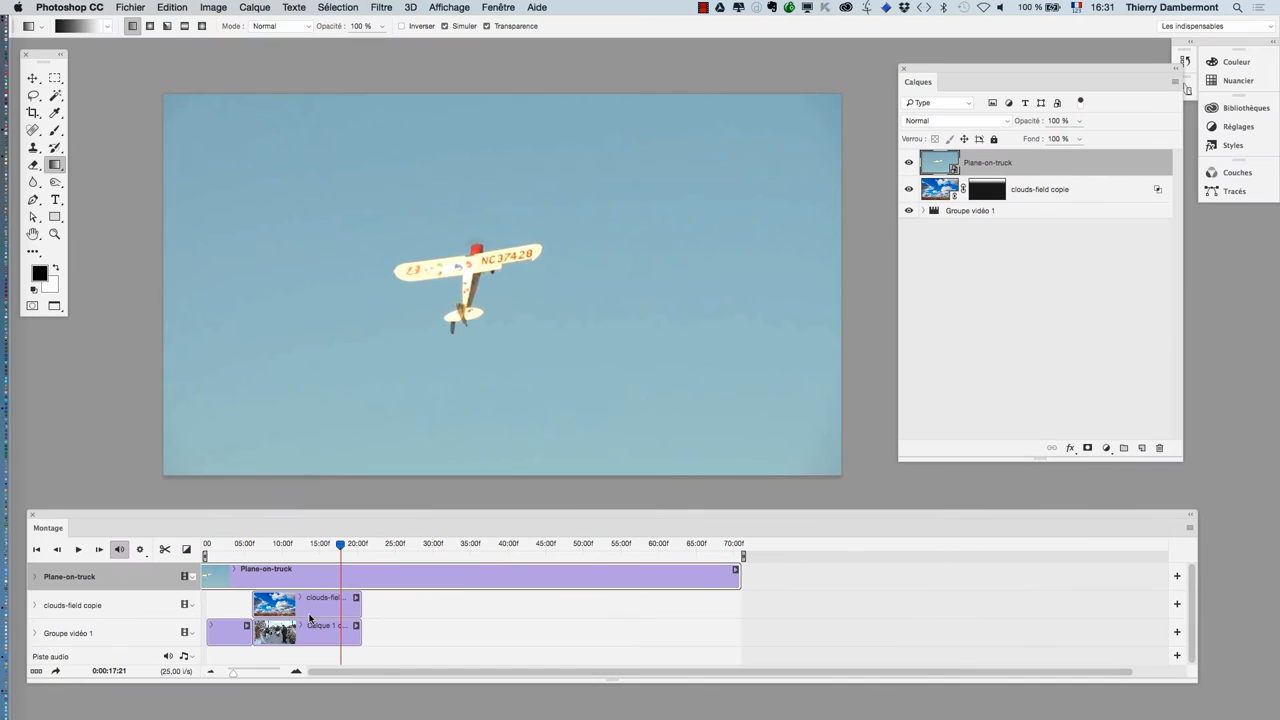 Photoshop CC Fichier Edition Image Calque Texte Sélection Filtre 3D Affichage Fenêtre Aide 100 % 16:31 Thierry Dambermont
Mode : Normal Opacité : 100 % Inverser Simuler Transparence Les indispensables
Calques
Type
Normal Opacité : 100 %
Verrou : Fond : 100 %
Plane-on-truck
clouds-field copie
Groupe vidéo 1
Couleur
Nuancier
Bibliothèques
Réglages
Styles
Couches
Tracés
NC37428
Montage
00 05:00f 10:00f 15:00f 20:00f 25:00f 30:00f 35:00f 40:00f 45:00f 50:00f 55:00f 60:00f 65:00f 70:00f
Plane-on-truck Plane-on-truck
clouds-field copie clouds-fiel...
Groupe vidéo 1 Calque 1 c...
Piste audio
0:00:17:21 (25,00 i/s)